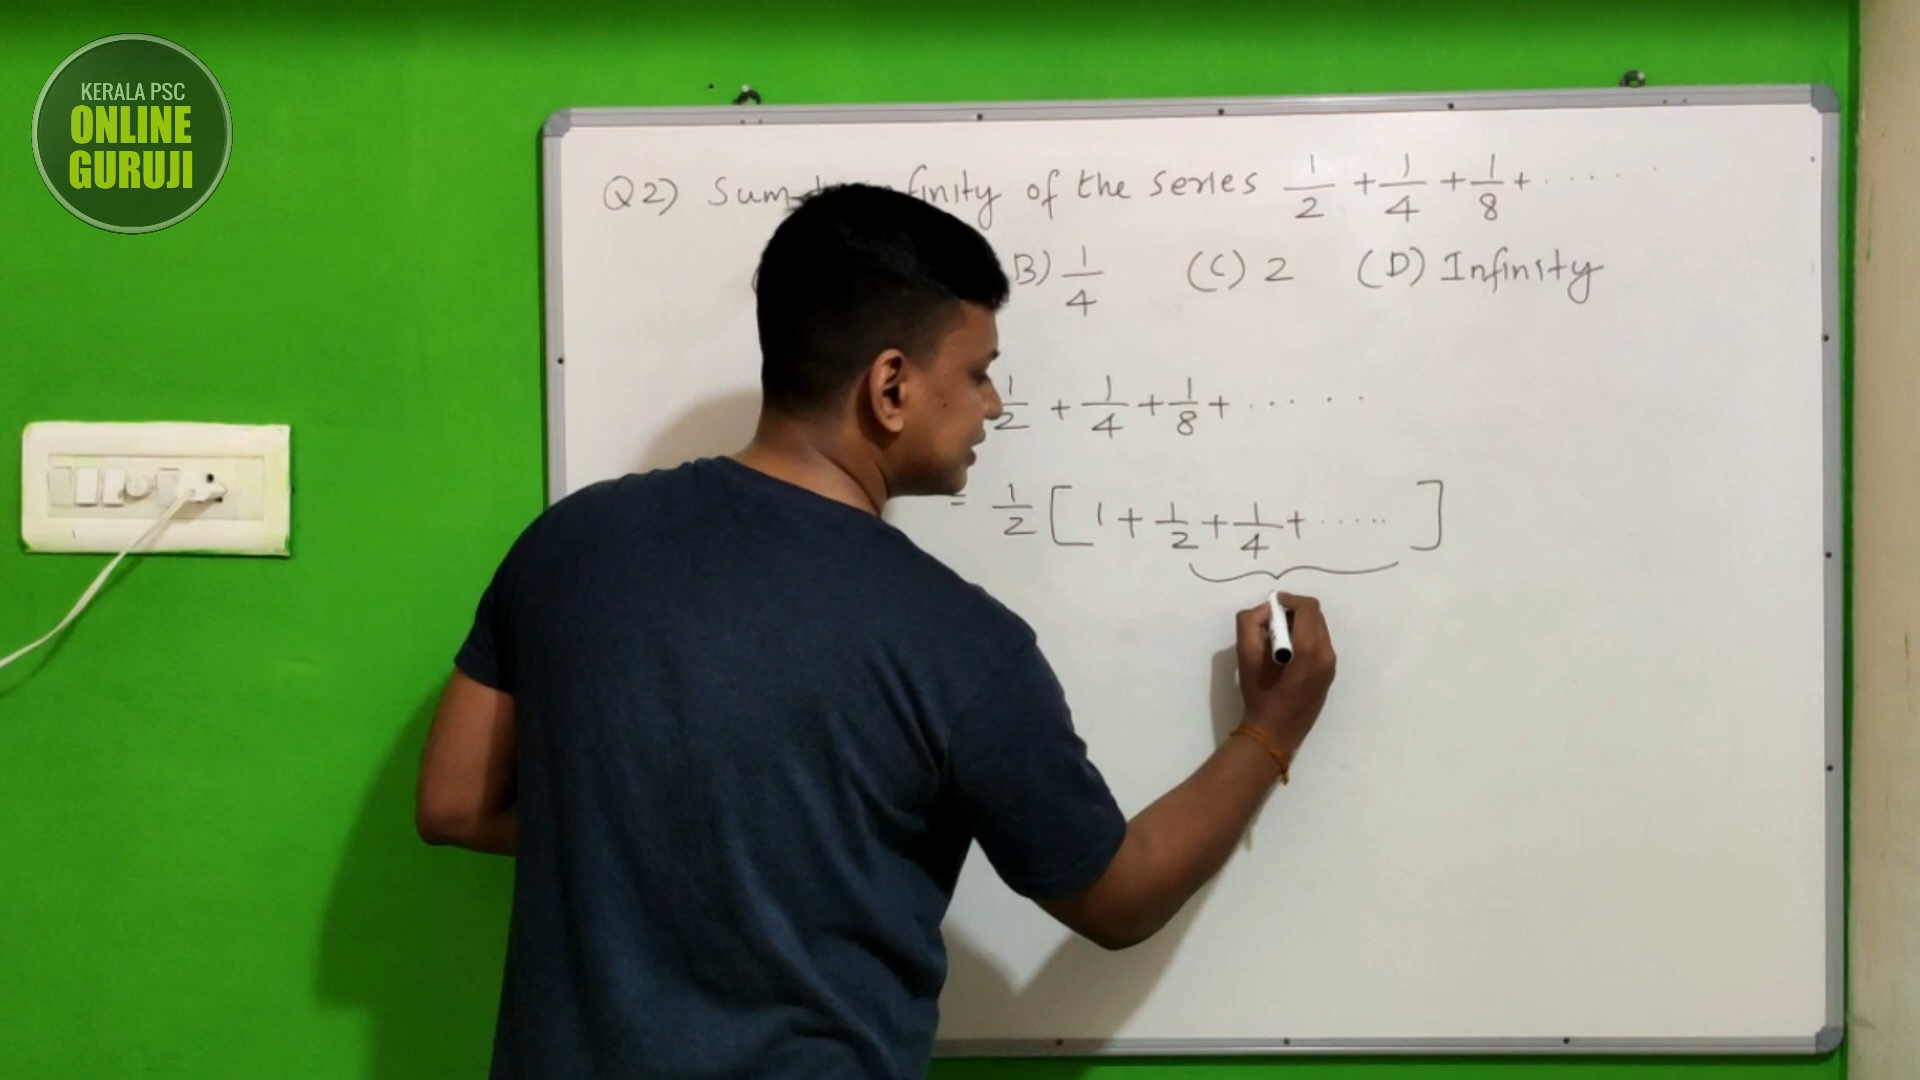 KERALA PSC
ONLINE
GURUJI
Q2) Sum finity of the series 1/2 + 1/4 + 1/8 + ......
B) 1/4 (C) 2 (D) Infinity
1/2 + 1/4 + 1/8 + .....
= 1/2 [ 1 + 1/2 + 1/4 + ..... ]